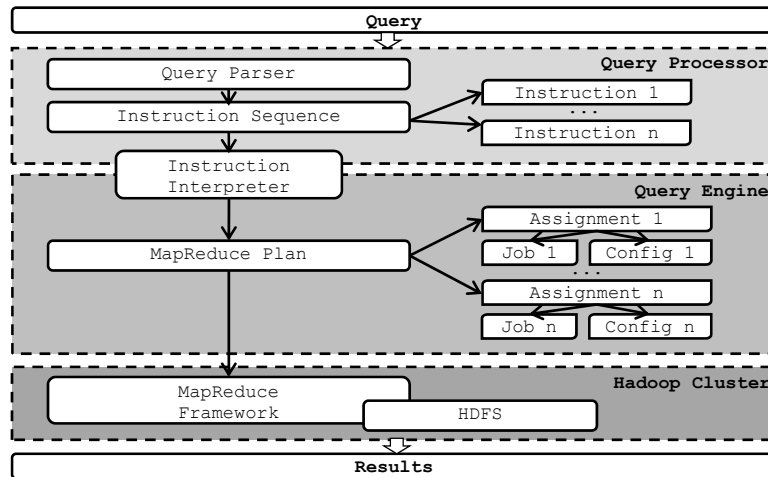 Query
Query Processor
Query Parser
Instruction Sequence
Instruction 1
...
Instruction n
Instruction
Interpreter
Query Engine
MapReduce Plan
Assignment 1
Job 1
Config 1
...
Assignment n
Job n
Config n
Hadoop Cluster
MapReduce
Framework
HDFS
Results